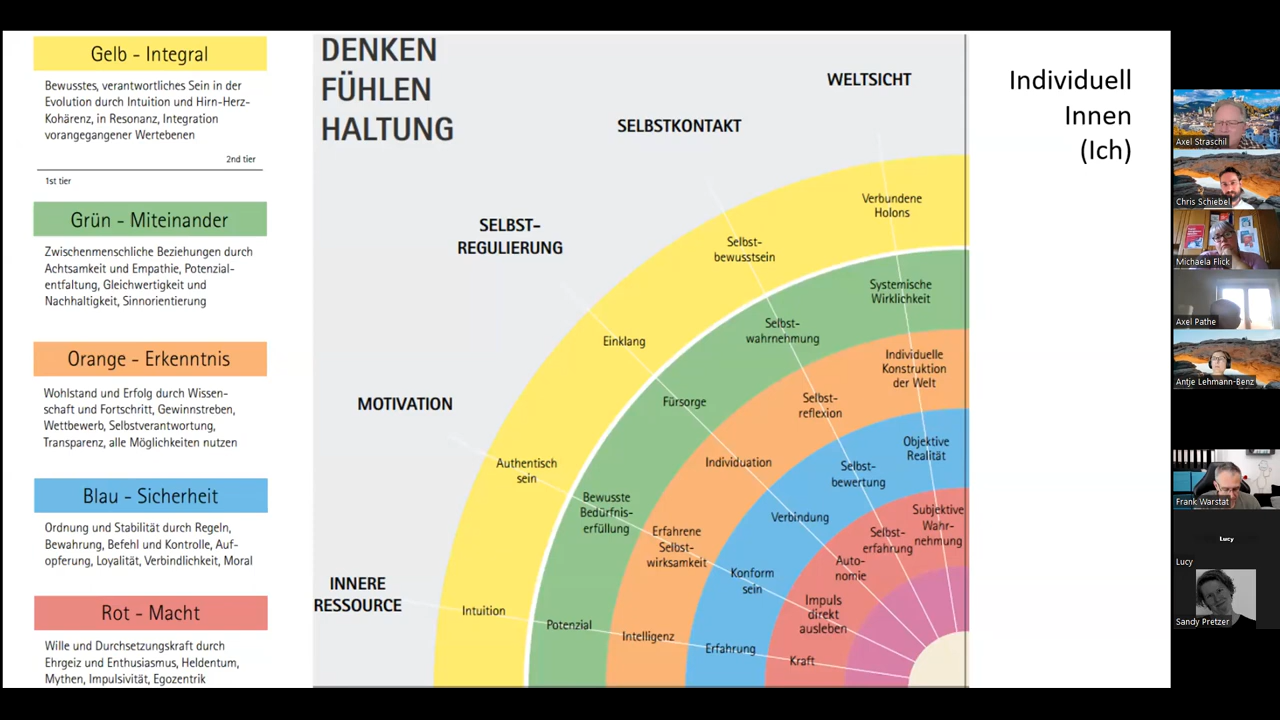 Gelb - Integral
Bewusstes, verantwortliches Sein in der
Evolution durch Intuition und Hirn-Herz-
Kohärenz, in Resonanz, Integration
vorangegangener Wertebenen
2nd tier
1st tier
Grün - Miteinander
Zwischenmenschliche Beziehungen durch
Achtsamkeit und Empathie, Potenzial-
entfaltung, Gleichwertigkeit und
Nachhaltigkeit, Sinnorientierung
Orange - Erkenntnis
Wohlstand und Erfolg durch Wissen-
schaft und Fortschritt, Gewinnstreben,
Wettbewerb, Selbstverantwortung,
Transparenz, alle Möglichkeiten nutzen
Blau - Sicherheit
Ordnung und Stabilität durch Regeln,
Bewahrung, Befehl und Kontrolle, Auf-
opferung, Loyalität, Verbindlichkeit, Moral
Rot - Macht
Wille und Durchsetzungskraft durch
Ehrgeiz und Enthusiasmus, Heldentum,
Mythen, Impulsivität, Egozentrik
DENKEN
FÜHLEN
HALTUNG
WELTSICHT
SELBSTKONTAKT
SELBST-
REGULIERUNG
MOTIVATION
INNERE
RESSOURCE
Verbundene
Holons
Selbst-
bewusstsein
Einklang
Authentisch
sein
Intuition
Systemische
Wirklichkeit
Selbst-
wahrnehmung
Fürsorge
Bewusste
Bedürfnis-
erfüllung
Potenzial
Individuelle
Konstruktion
der Welt
Selbst-
reflexion
Individuation
Erfahrene
Selbst-
wirksamkeit
Intelligenz
Objektive
Realität
Selbst-
bewertung
Verbindung
Konform
sein
Erfahrung
Subjektive
Wahr-
nehmung
Selbst-
erfahrung
Auto-
nomie
Impuls
direkt
ausleben
Kraft
Individuell
Innen
(Ich)
Axel Straschil
Chris Schiebel
Michaela Flick
Axel Pathe
Antje Lehmann-Benz
Frank Warstat
Lucy
Lucy
Sandy Pretzer